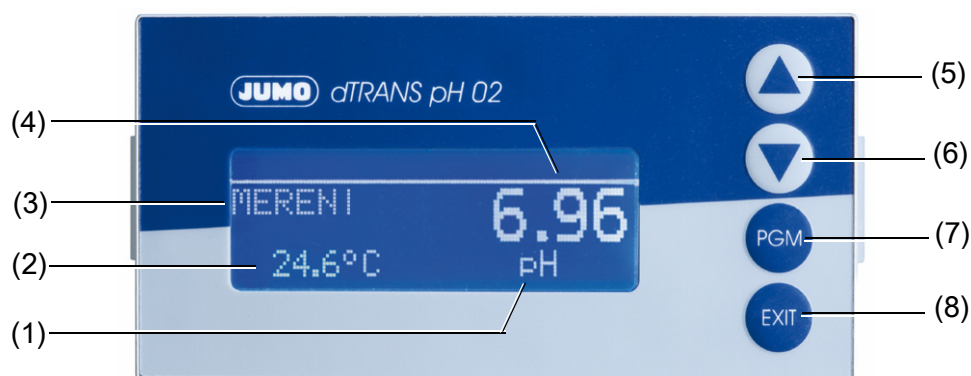 JUMO dTRANS pH 02
(5)
(4)
(6)
(3)
MERENI
6.96
PGM
(7)
(2)
24.6°C
pH
(1)
EXIT
(8)